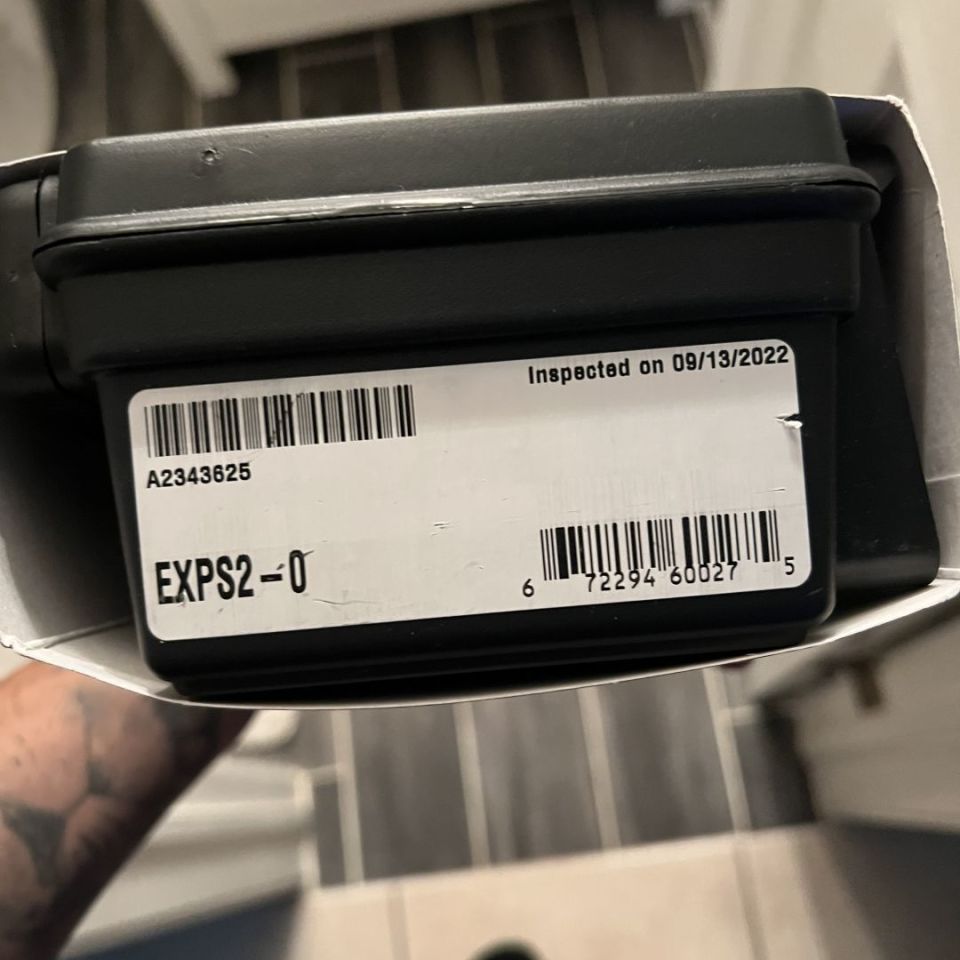 Inspected on 09/13/2022
A2343625
EXPS2-0
6 72294 60027 5